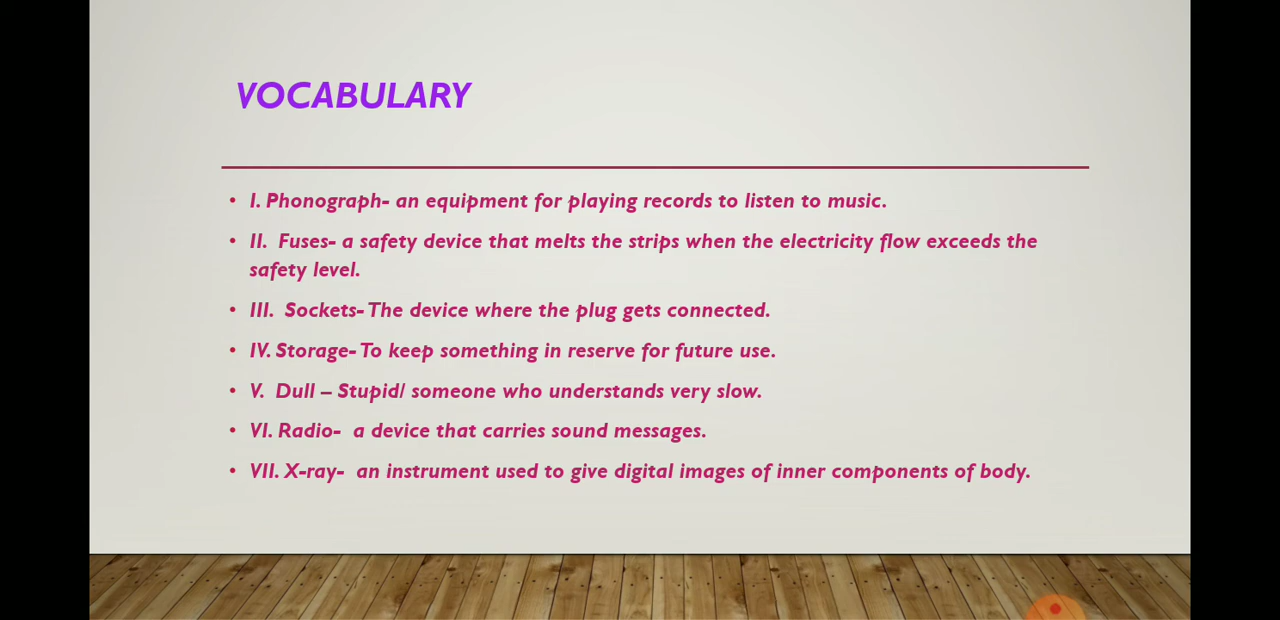 VOCABULARY
• I. Phonograph- an equipment for playing records to listen to music.
• II.  Fuses- a safety device that melts the strips when the electricity flow exceeds the
safety level.
• III.  Sockets- The device where the plug gets connected.
• IV. Storage- To keep something in reserve for future use.
• V.  Dull – Stupid/ someone who understands very slow.
• VI. Radio-  a device that carries sound messages.
• VII. X-ray-  an instrument used to give digital images of inner components of body.